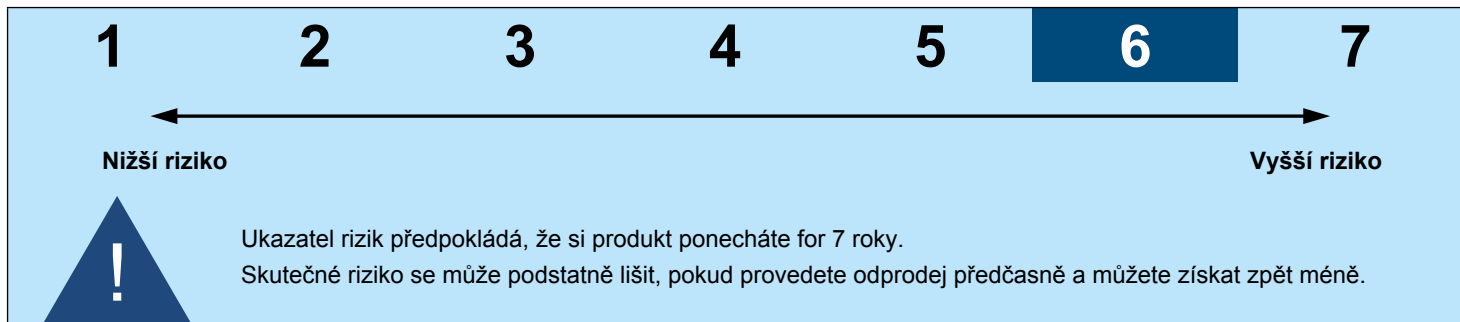 1 2 3 4 5 6 7
Nižší riziko Vyšší riziko
!
Ukazatel rizik předpokládá, že si produkt ponecháte for 7 roky.
Skutečné riziko se může podstatně lišit, pokud provedete odprodej předčasně a můžete získat zpět méně.